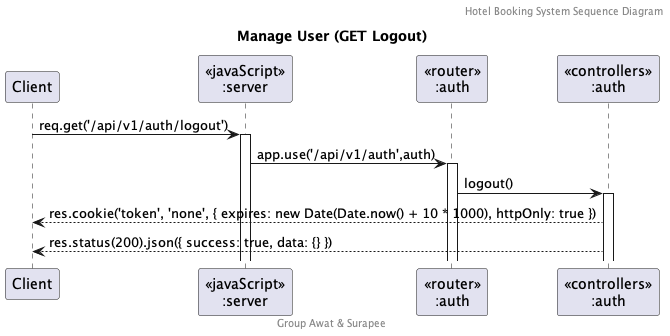 Hotel Booking System Sequence Diagram
Manage User (GET Logout)
Client
«javaScript»
:server
«router»
:auth
«controllers»
:auth
req.get('/api/v1/auth/logout')
app.use('/api/v1/auth',auth)
logout()
res.cookie('token', 'none', { expires: new Date(Date.now() + 10 * 1000), httpOnly: true })
res.status(200).json({ success: true, data: {} })
Client
«javaScript»
:server
«router»
:auth
«controllers»
:auth
Group Awat & Surapee